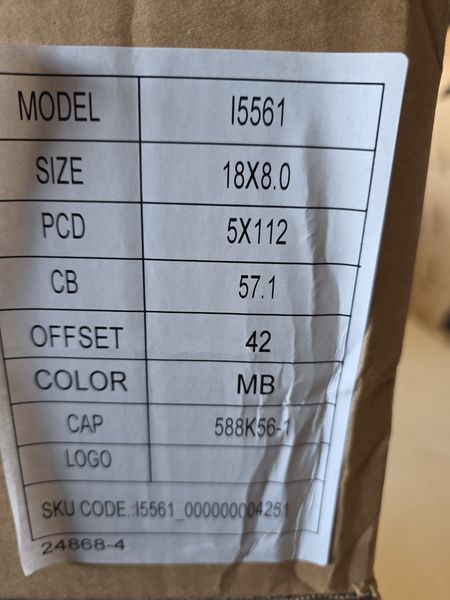 MODEL I5561
SIZE 18X8.0
PCD 5X112
CB 57.1
OFFSET 42
COLOR MB
CAP 588K56-1
LOGO
SKU CODE.:I5561_000000004251
24868-4